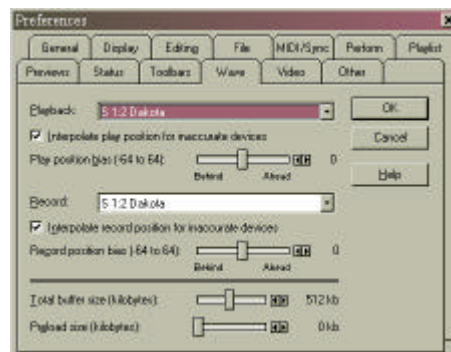 Preferences
General Display Editing File MIDI/Sync Perform Playlist
Previews Status Toolbars Wave Video Other
Playback: S 1:2 Dakota
OK
Interpolate play position for inaccurate devices
Cancel
Play position bias (-64 to 64): 0
Behind Ahead
Help
Record: S 1:2 Dakota
Interpolate record position for inaccurate devices
Record position bias (-64 to 64): 0
Behind Ahead
Total buffer size (kilobytes): 512 kb
Preload size (kilobytes): 0 kb